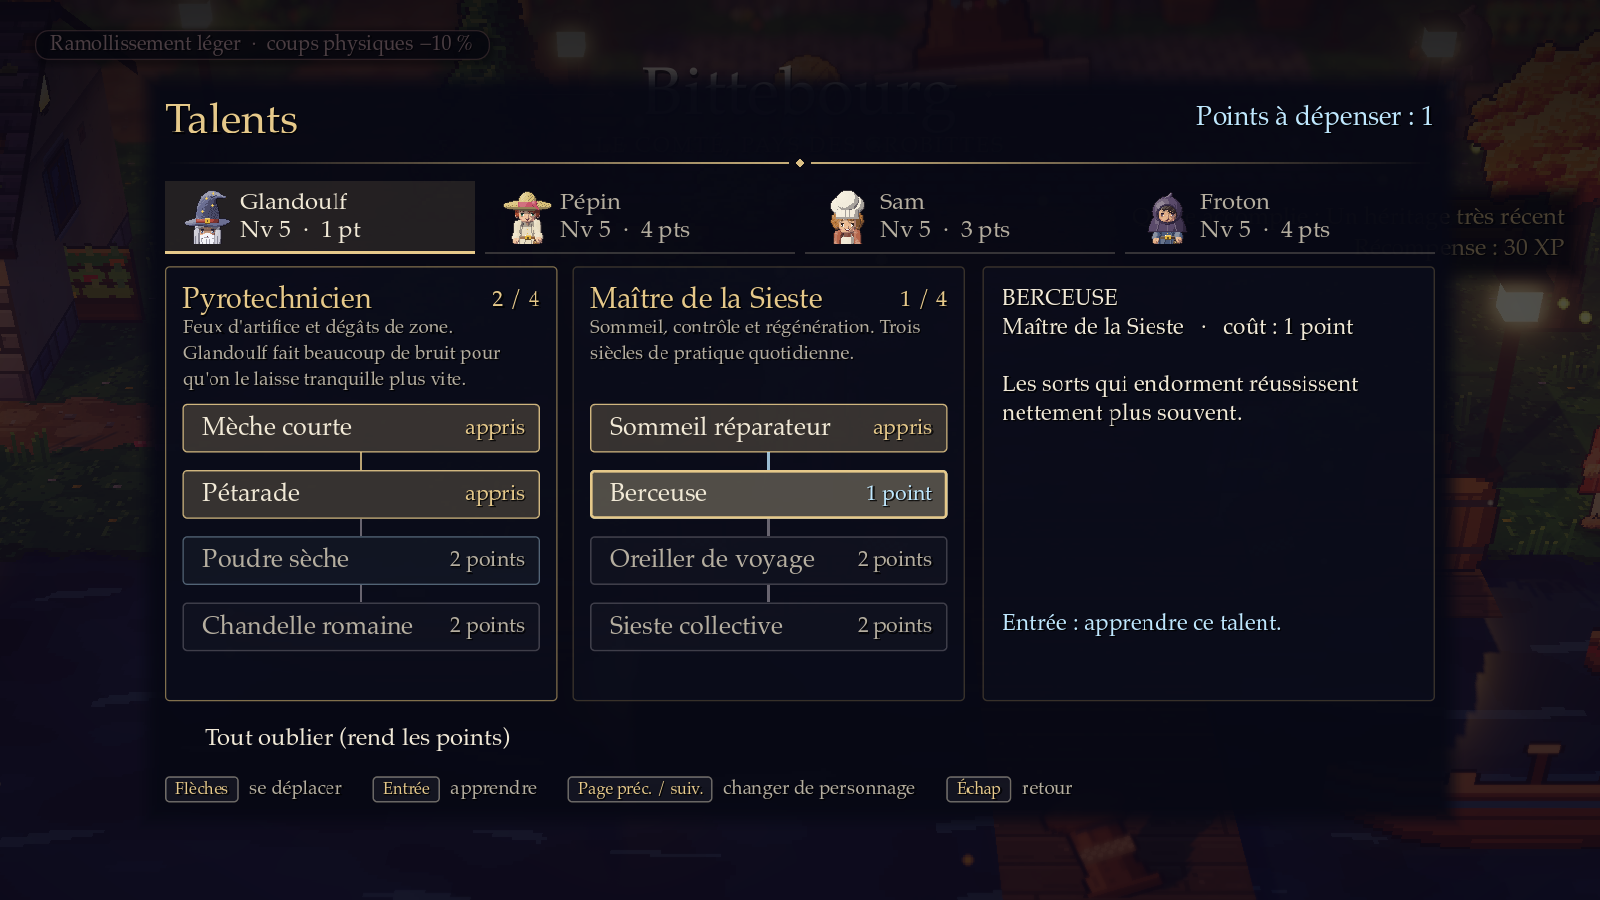 Ramollissement léger · coups physiques −10 %
Bittebourg
Talents
Points à dépenser : 1
Glandoulf
Nv 5 · 1 pt
Pépin
Nv 5 · 4 pts
Sam
Nv 5 · 3 pts
Froton
Nv 5 · 4 pts
très récent
: 30 XP
Pyrotechnicien
2 / 4
Feux d'artifice et dégâts de zone.
Glandoulf fait beaucoup de bruit pour
qu'on le laisse tranquille plus vite.
Mèche courte
appris
Pétarade
appris
Poudre sèche
2 points
Chandelle romaine
2 points
Maître de la Sieste
1 / 4
Sommeil, contrôle et régénération. Trois
siècles de pratique quotidienne.
Sommeil réparateur
appris
Berceuse
1 point
Oreiller de voyage
2 points
Sieste collective
2 points
BERCEUSE
Maître de la Sieste · coût : 1 point
Les sorts qui endorment réussissent
nettement plus souvent.
Entrée : apprendre ce talent.
Tout oublier (rend les points)
Flèches se déplacer
Entrée apprendre
Page préc. / suiv. changer de personnage
Échap retour